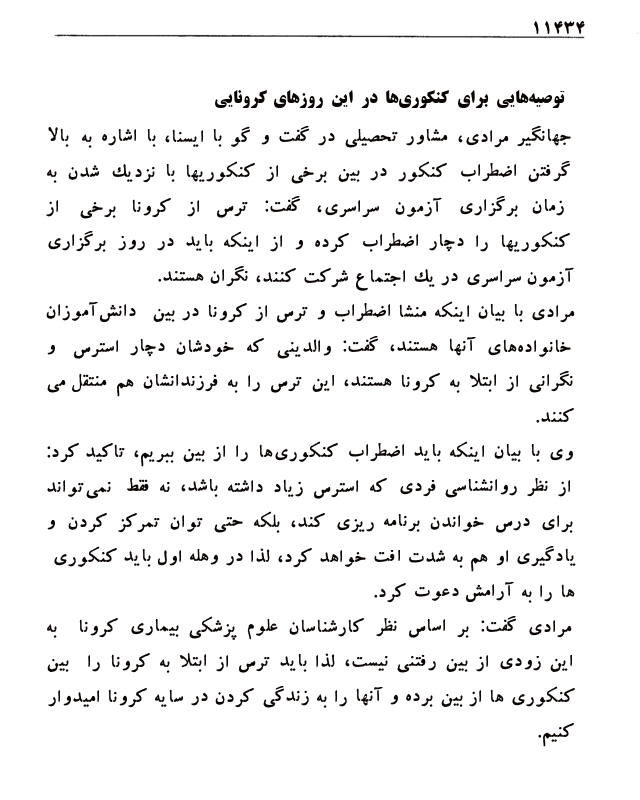 ۱۱۴۳۴
توصیه‌هایی برای کنکوری‌ها در این روزهای کرونایی
جهانگیر مرادی، مشاور تحصیلی در گفت و گو با ایسنا، با اشاره به بالا
گرفتن اضطراب کنکور در بین برخی از کنکوریها با نزدیك شدن به
زمان برگزاری آزمون سراسری، گفت: ترس از کرونا برخی از
کنکوریها را دچار اضطراب کرده و از اینکه باید در روز برگزاری
آزمون سراسری در یك اجتماع شرکت کنند، نگران هستند.
مرادی با بیان اینکه منشا اضطراب و ترس از کرونا در بین دانش‌آموزان
خانواده‌های آنها هستند، گفت: والدینی که خودشان دچار استرس و
نگرانی از ابتلا به کرونا هستند، این ترس را به فرزندانشان هم منتقل می
کنند.
وی با بیان اینکه باید اضطراب کنکوری‌ها را از بین ببریم، تاکید کرد:
از نظر روانشناسی فردی که استرس زیاد داشته باشد، نه فقط نمی‌تواند
برای درس خواندن برنامه ریزی کند، بلکه حتی توان تمرکز کردن و
یادگیری او هم به شدت افت خواهد کرد، لذا در وهله اول باید کنکوری
ها را به آرامش دعوت کرد.
مرادی گفت: بر اساس نظر کارشناسان علوم پزشکی بیماری کرونا به
این زودی از بین رفتنی نیست، لذا باید ترس از ابتلا به کرونا را بین
کنکوری ها از بین برده و آنها را به زندگی کردن در سایه کرونا امیدوار
کنیم.